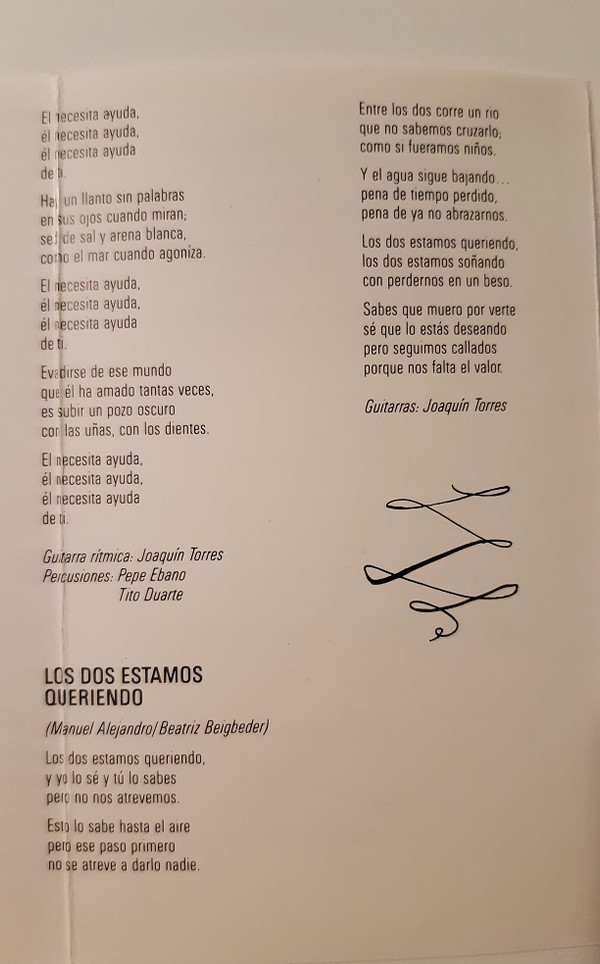 El necesita ayuda,
él necesita ayuda,
él necesita ayuda
de ti.
Hay un llanto sin palabras
en sus ojos cuando miran;
sed de sal y arena blanca,
como el mar cuando agoniza.
El necesita ayuda,
él necesita ayuda,
él necesita ayuda
de ti.
Evadirse de ese mundo
que él ha amado tantas veces,
es subir un pozo oscuro
con las uñas, con los dientes.
El necesita ayuda,
él necesita ayuda,
él necesita ayuda
de ti.
Guitarra rítmica: Joaquín Torres
Percusiones: Pepe Ebano
Tito Duarte
LOS DOS ESTAMOS
QUERIENDO
(Manuel Alejandro/Beatriz Beigbeder)
Los dos estamos queriendo,
y yo lo sé y tú lo sabes
pero no nos atrevemos.
Esto lo sabe hasta el aire
pero ese paso primero
no se atreve a darlo nadie.
Entre los dos corre un rio
que no sabemos cruzarlo;
como si fueramos niños.
Y el agua sigue bajando...
pena de tiempo perdido,
pena de ya no abrazarnos.
Los dos estamos queriendo,
los dos estamos soñando
con perdernos en un beso.
Sabes que muero por verte
sé que lo estás deseando
pero seguimos callados
porque nos falta el valor.
Guitarras: Joaquín Torres